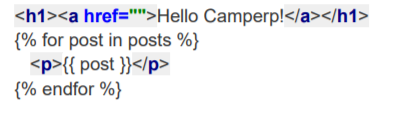 <h1><a href="">Hello Camperp!</a></h1>
{% for post in posts %}
<p>{{ post }}</p>
{% endfor %}